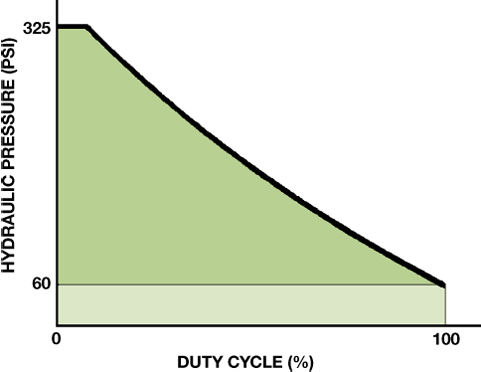 325
HYDRAULIC PRESSURE (PSI)
60
0
100
DUTY CYCLE (%)